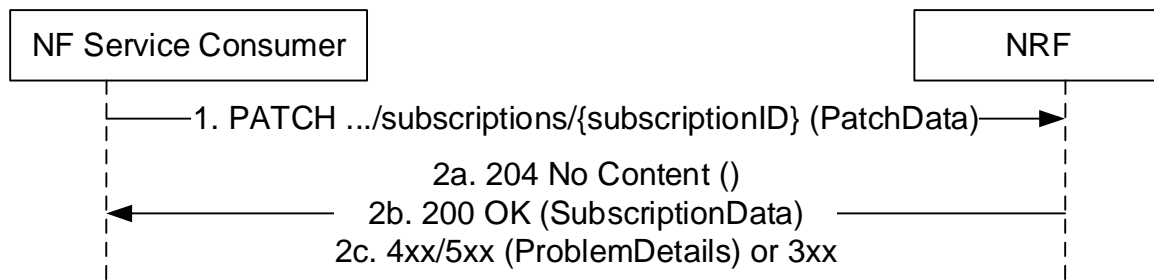 NF Service Consumer
NRF
1. PATCH .../subscriptions/{subscriptionID} (PatchData)
2a. 204 No Content ()
2b. 200 OK (SubscriptionData)
2c. 4xx/5xx (ProblemDetails) or 3xx